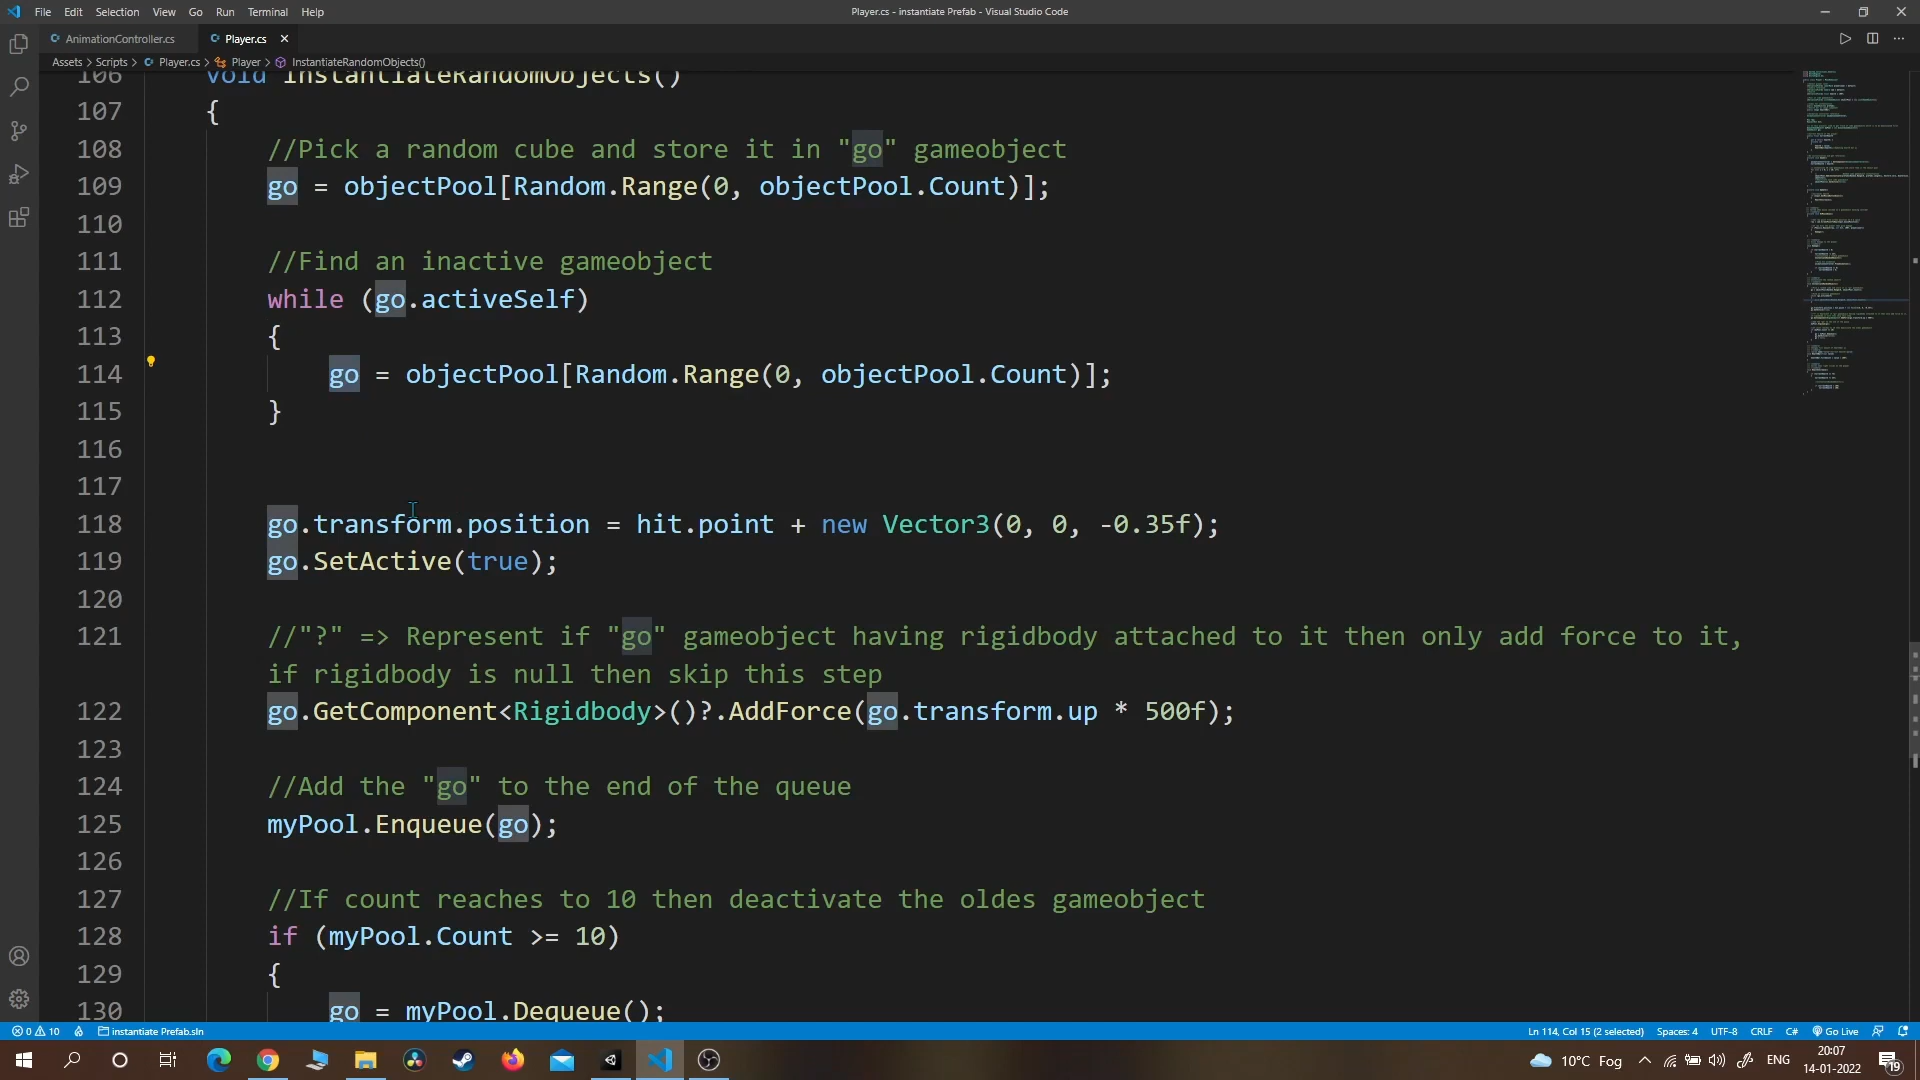 File Edit Selection View Go Run Terminal Help
Player.cs - instantiate Prefab - Visual Studio Code
AnimationController.cs
Player.cs
Assets > Scripts > Player.cs > Player > InstantiateRandomObjects()
106 void InstantiateRandomObjects()
107 {
108 //Pick a random cube and store it in "go" gameobject
109 go = objectPool[Random.Range(0, objectPool.Count)];
110
111 //Find an inactive gameobject
112 while (go.activeSelf)
113 {
114 go = objectPool[Random.Range(0, objectPool.Count)];
115 }
116
117
118 go.transform.position = hit.point + new Vector3(0, 0, -0.35f);
119 go.SetActive(true);
120
121 //"?" => Represent if "go" gameobject having rigidbody attached to it then only add force to it,
if rigidbody is null then skip this step
122 go.GetComponent<Rigidbody>()?.AddForce(go.transform.up * 500f);
123
124 //Add the "go" to the end of the queue
125 myPool.Enqueue(go);
126
127 //If count reaches to 10 then deactivate the oldes gameobject
128 if (myPool.Count >= 10)
129 {
130 go = myPool.Dequeue();
0 10 instantiate Prefab.sln
Ln 114, Col 15 (2 selected) Spaces: 4 UTF-8 CRLF C# Go Live
10°C Fog ENG
20:07
14-01-2022
19